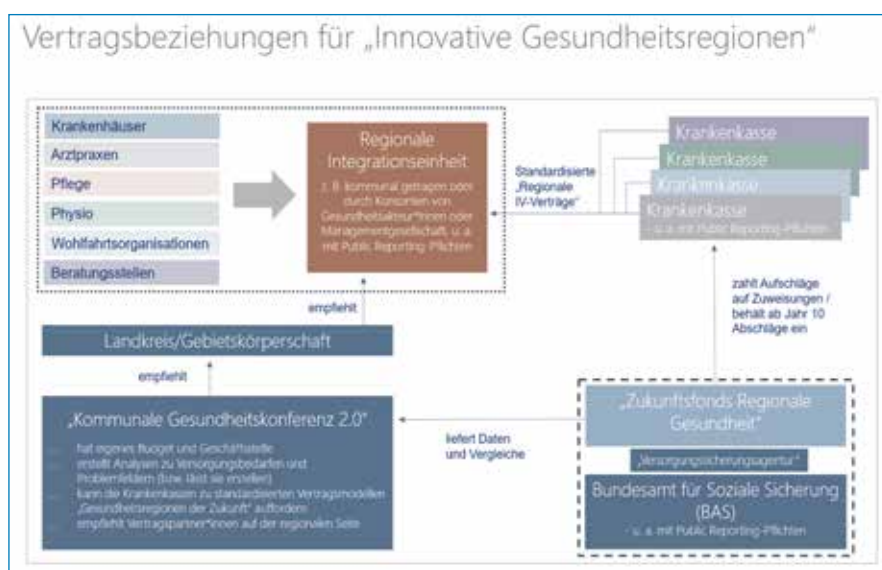 Vertragsbeziehungen für „Innovative Gesundheitsregionen“
Krankenhäuser
Arztpraxen
Pflege
Physio
Wohlfahrtsorganisationen
Beratungsstellen
Regionale
Integrationseinheit
z. B. kommunal getragen oder
durch Konsortien von
Gesundheitsakteur*innen oder
Managementgesellschaft, u. a.
mit Public Reporting-Pflichten
Standardisierte
„Regionale
IV-Verträge“
Krankenkasse
Krankenkasse
Krankenkasse
Krankenkasse
- u. a. mit Public Reporting-Pflichten
empfiehlt
Landkreis/Gebietskörperschaft
empfiehlt
zahlt Aufschläge
auf Zuweisungen /
behält ab Jahr 10
Abschläge ein
„Kommunale Gesundheitskonferenz 2.0“
hat eigenes Budget und Geschäftsstelle
erstellt Analysen zu Versorgungsbedarfen und
Problemfeldern (bzw. lässt sie erstellen)
kann die Krankenkassen zu standardisierten Vertragsmodellen
„Gesundheitsregionen der Zukunft“ auffordern
empfiehlt Vertragspartner*innen auf der regionalen Seite
liefert Daten
und Vergleiche
„Zukunftsfonds Regionale
Gesundheit“
„Versorgungssicherungsagentur“
Bundesamt für Soziale Sicherung
(BAS)
- u. a. mit Public Reporting-Pflichten